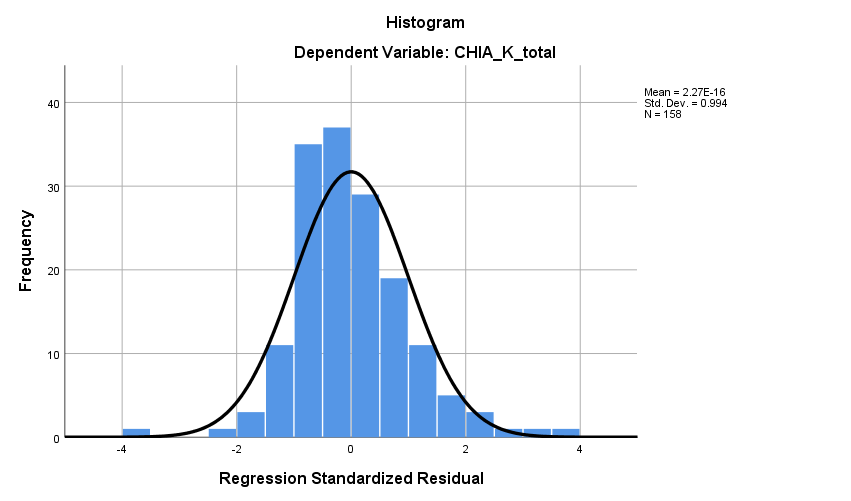 Histogram
Dependent Variable: CHIA_K_total
Mean = 2.27E-16
Std. Dev. = 0.994
N = 158
Frequency
40
30
20
10
0
-4
-2
0
2
4
Regression Standardized Residual